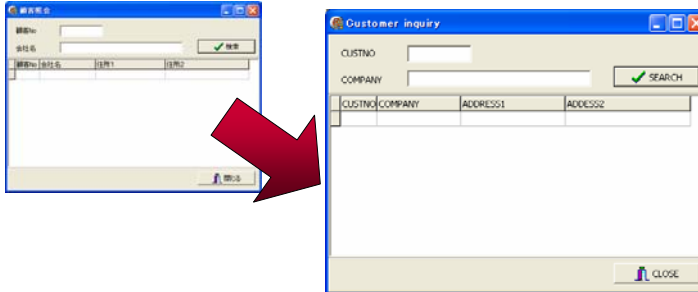 顧客照会
顧客No
会社名
検索
顧客No 会社名 住所1 住所2
閉じる
Customer inquiry
CUSTNO
COMPANY
SEARCH
CUSTNO COMPANY ADDRESS1 ADDESS2
CLOSE